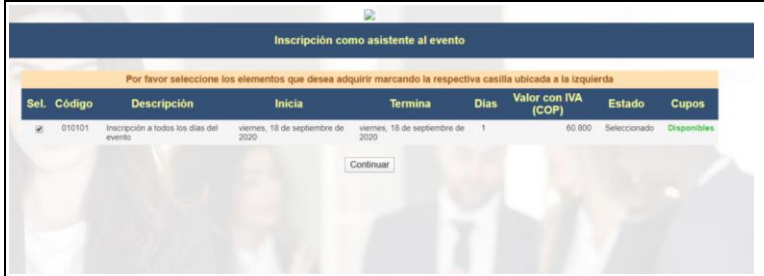 Inscripción como asistente al evento
Por favor seleccione los elementos que desea adquirir marcando la respectiva casilla ubicada a la izquierda
Sel. Código Descripción Inicia Termina Días Valor con IVA (COP) Estado Cupos
010101 Inscripción a todos los días del evento viernes, 18 de septiembre de 2020 viernes, 18 de septiembre de 2020 1 60.800 Seleccionado Disponibles
Continuar